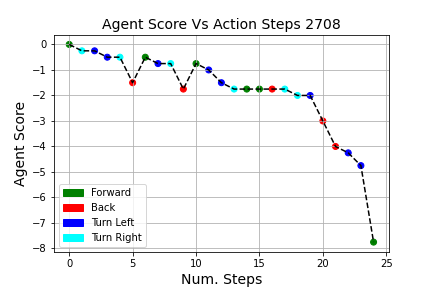 Agent Score Vs Action Steps 2708
Agent Score
0
−1
−2
−3
−4
−5
−6
−7
−8
Forward
Back
Turn Left
Turn Right
0
5
10
15
20
25
Num. Steps